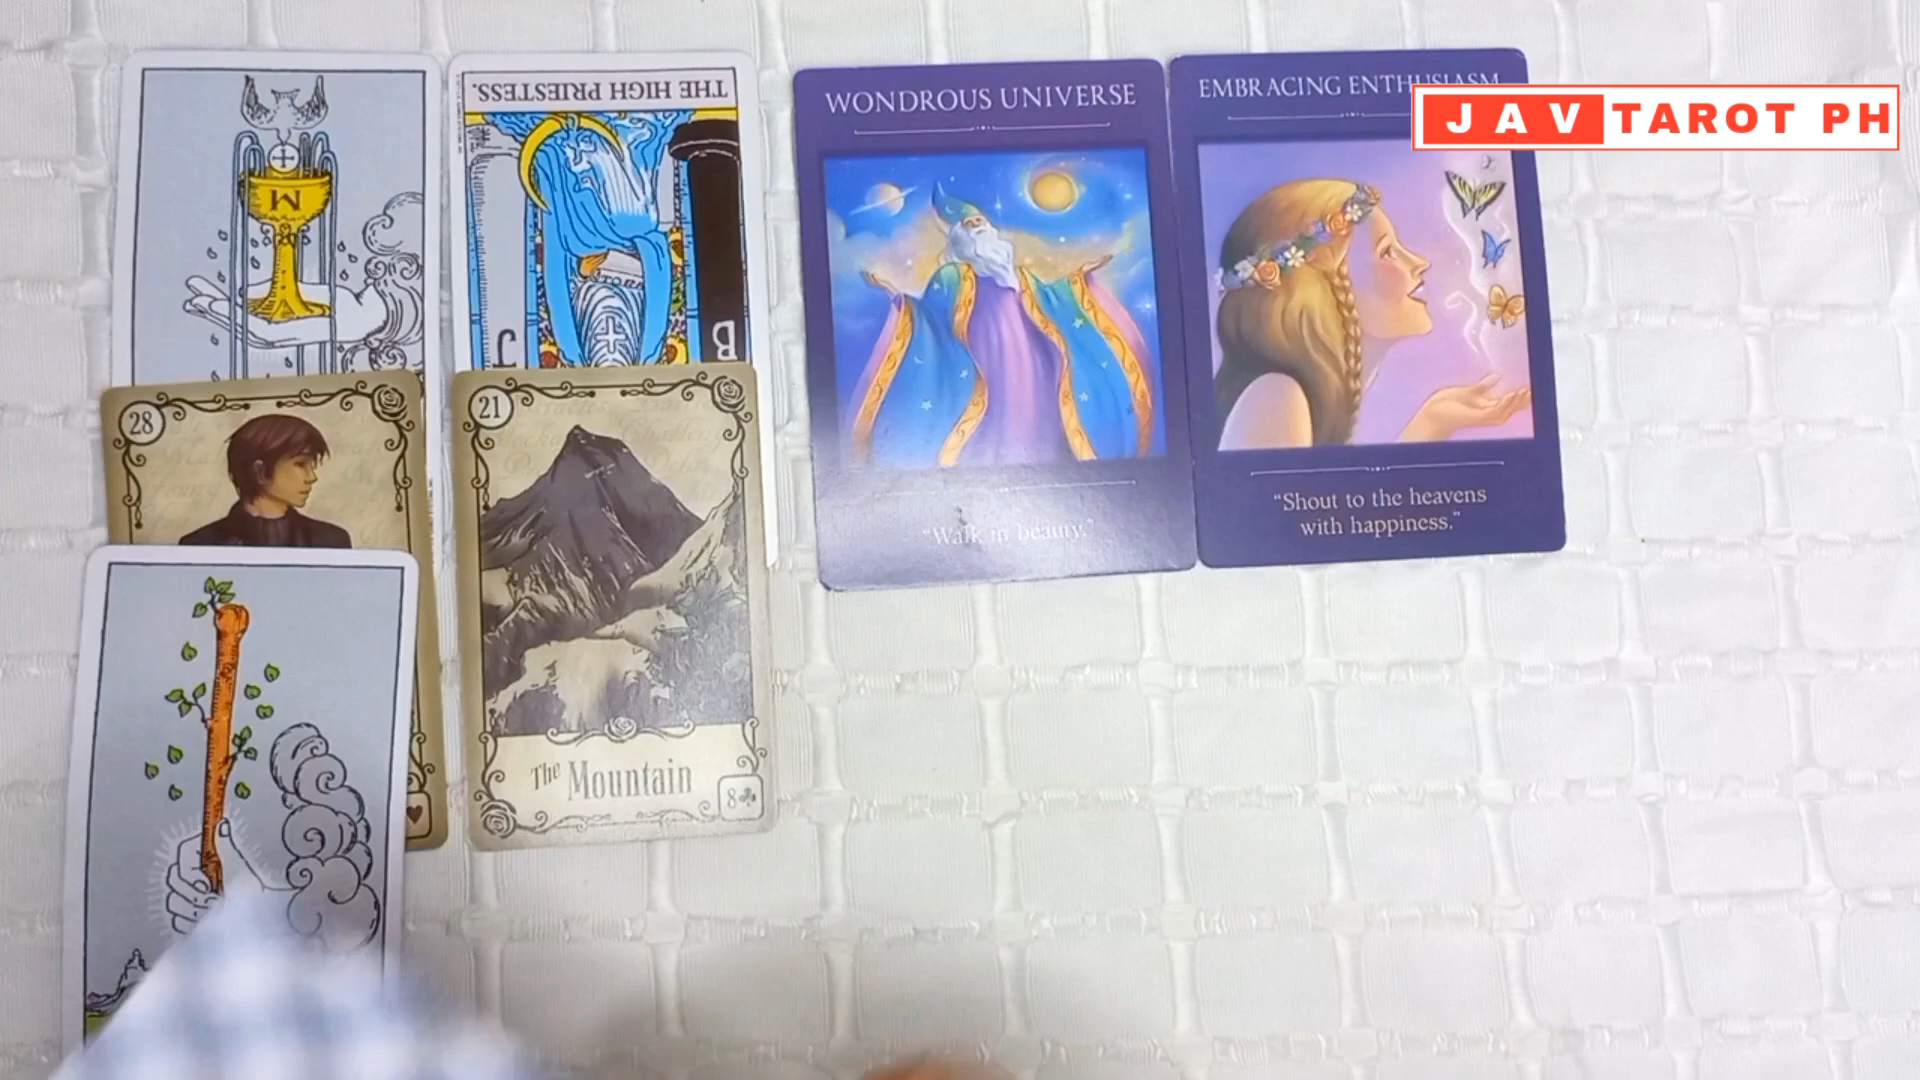 THE HIGH PRIESTESS.
J
B
M
WONDROUS UNIVERSE
EMBRACING ENTHUSIASM
JAV TAROT PH
28
21
"Walk in beauty."
"Shout to the heavens
with happiness."
The Mountain
8